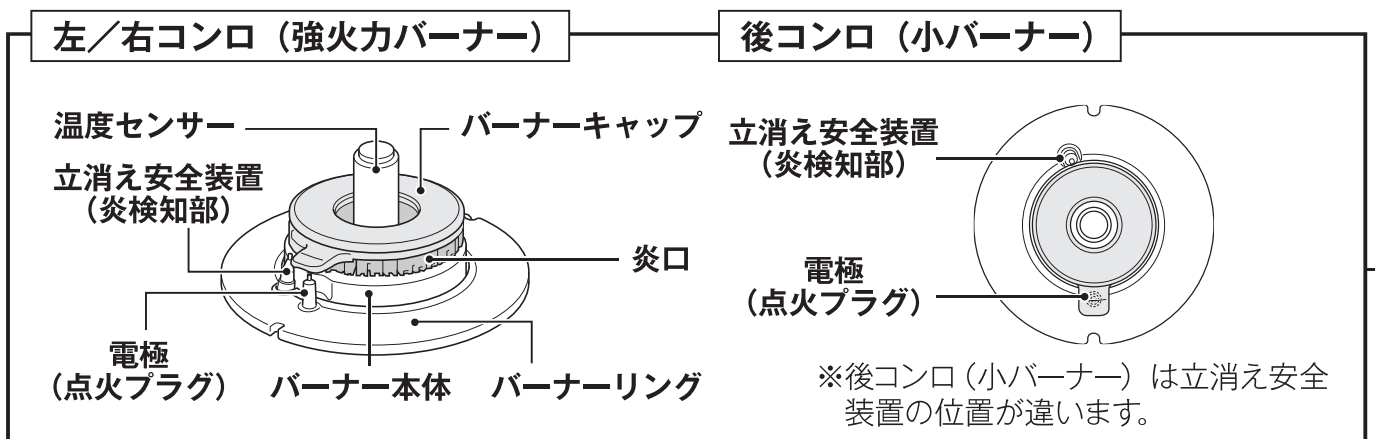 左／右コンロ（強火力バーナー）
温度センサー
バーナーキャップ
立消え安全装置
（炎検知部）
炎口
電極
（点火プラグ）
バーナー本体
バーナーリング
後コンロ（小バーナー）
立消え安全装置
（炎検知部）
電極
（点火プラグ）
※後コンロ（小バーナー）は立消え安全
装置の位置が違います。